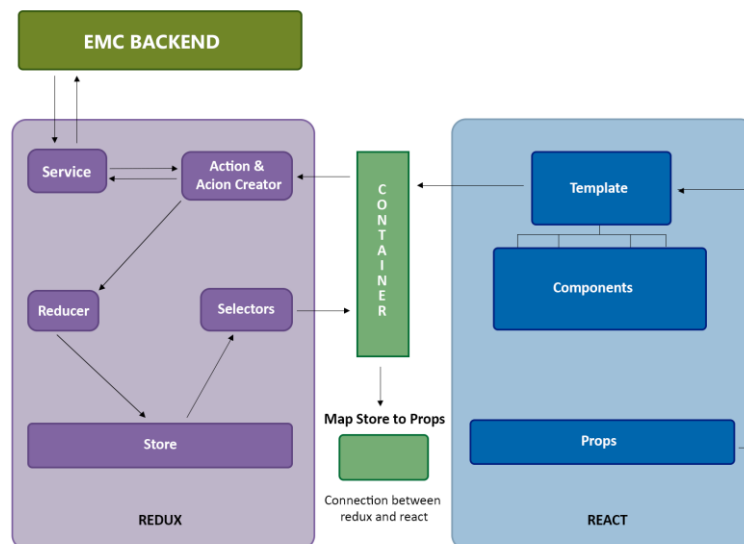 EMC BACKEND
Service
Action &
Acion Creator
Reducer
Selectors
Store
REDUX
CONTAINER
Map Store to Props
Connection between
redux and react
Template
Components
Props
REACT